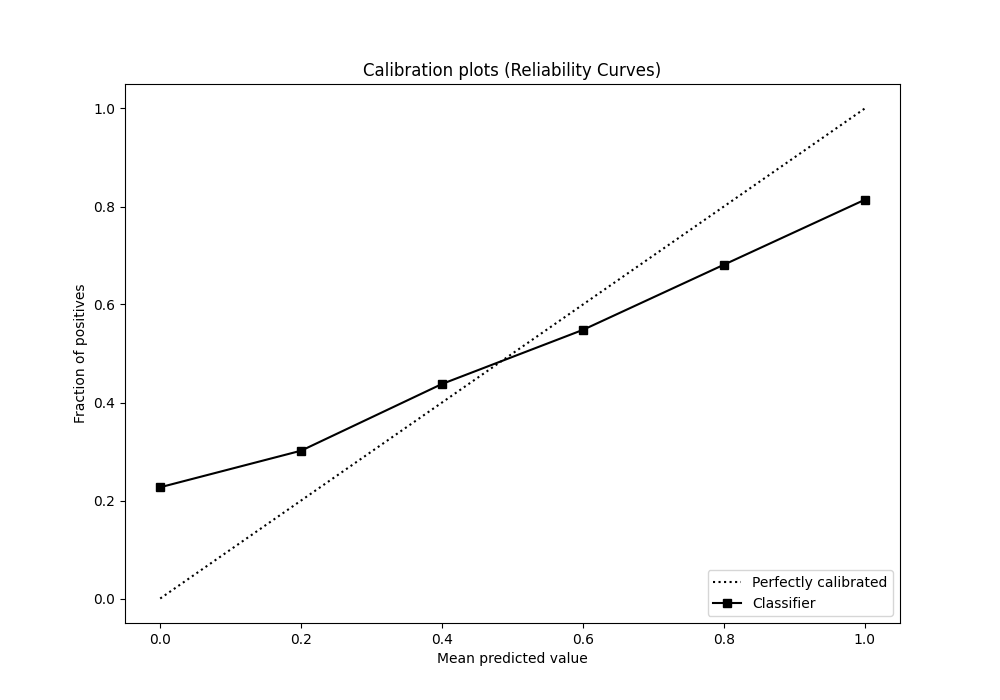 Calibration plots (Reliability Curves)
Fraction of positives
1.0
0.8
0.6
0.4
0.2
0.0
0.0 0.2 0.4 0.6 0.8 1.0
Mean predicted value
Perfectly calibrated
Classifier